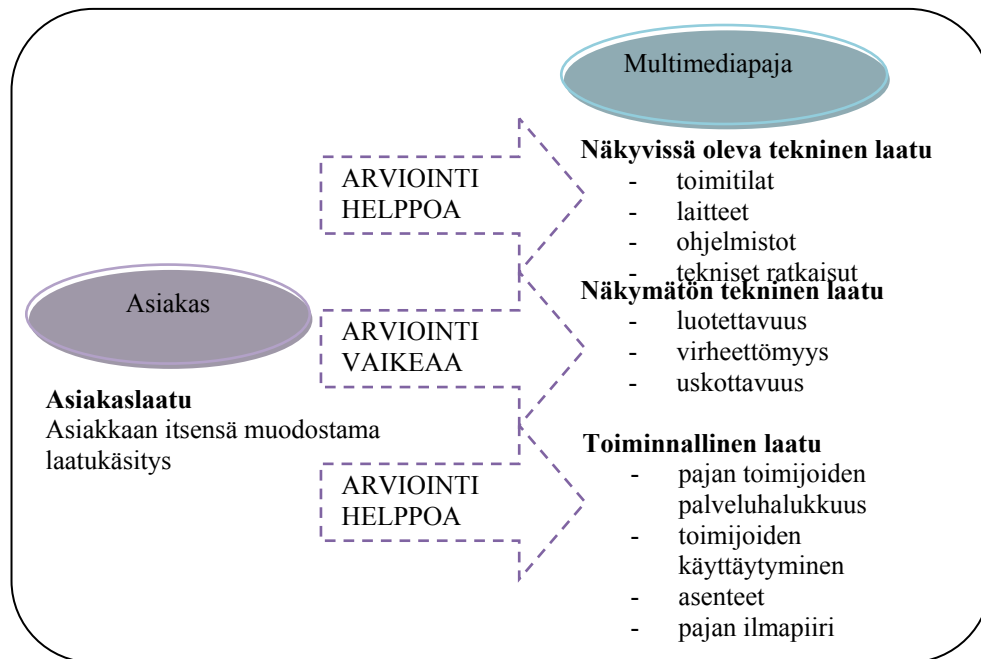 Multimediapaja
Näkyvissä oleva tekninen laatu
- toimitilat
- laitteet
- ohjelmistot
- tekniset ratkaisut
ARVIOINTI
HELPPOA
Asiakas
Asiakaslaatu
Asiakkaan itsensä muodostama
laatukäsitys
ARVIOINTI
VAIKEAA
Näkymätön tekninen laatu
- luotettavuus
- virheettömyys
- uskottavuus
ARVIOINTI
HELPPOA
Toiminnallinen laatu
- pajan toimijoiden
palveluhalukkuus
- toimijoiden
käyttäytyminen
- asenteet
- pajan ilmapiiri